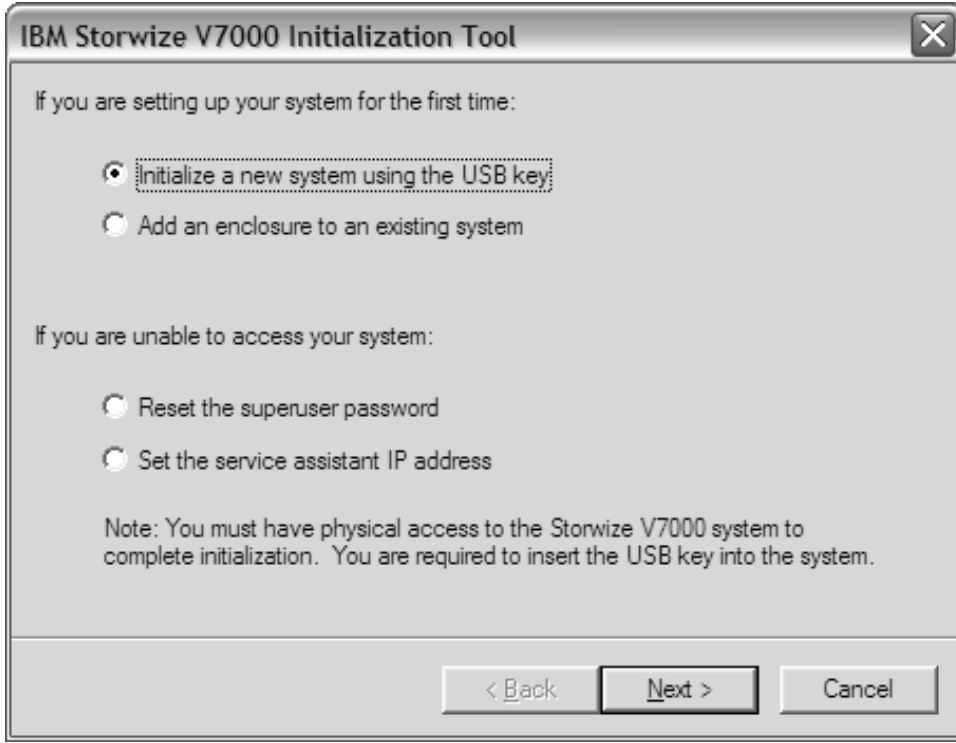 IBM Storwize V7000 Initialization Tool
If you are setting up your system for the first time:
Initialize a new system using the USB key
Add an enclosure to an existing system
If you are unable to access your system:
Reset the superuser password
Set the service assistant IP address
Note: You must have physical access to the Storwize V7000 system to
complete initialization.  You are required to insert the USB key into the system.
< Back
Next >
Cancel